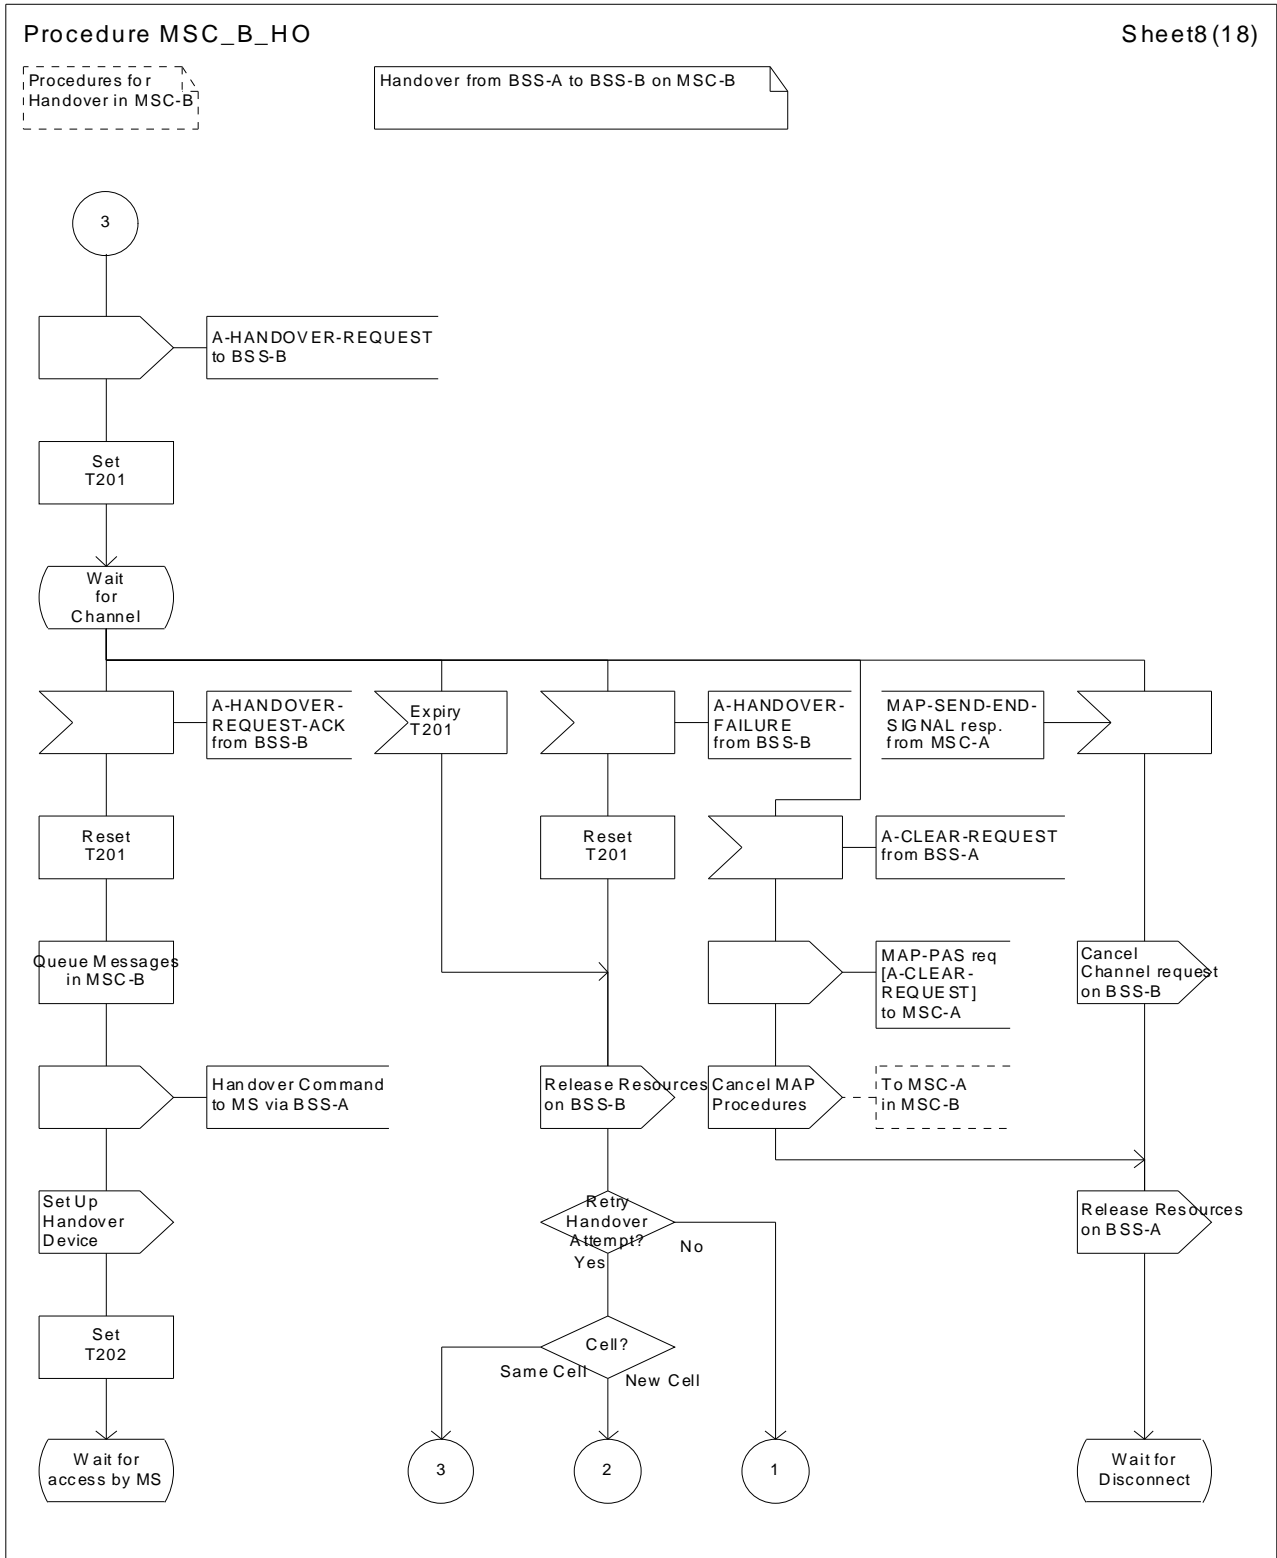 Procedure MSC_B_HO
Sheet8(18)
Procedures for
Handover in MSC-B
Handover from BSS-A to BSS-B on MSC-B
3
A-HANDOVER-REQUEST
to BSS-B
Set
T201
Wait
for
Channel
A-HANDOVER-
REQUEST-ACK
from BSS-B
Expiry
T201
A-HANDOVER-
FAILURE
from BSS-B
MAP-SEND-END-
SIGNAL resp.
from MSC-A
Reset
T201
Reset
T201
A-CLEAR-REQUEST
from BSS-A
Queue Messages
in MSC-B
MAP-PAS req
[A-CLEAR-
REQUEST]
to MSC-A
Cancel
Channel request
on BSS-B
Handover Command
to MS via BSS-A
Release Resources
on BSS-B
Cancel MAP
Procedures
To MSC-A
in MSC-B
Set Up
Handover
Device
Retry
Handover
Attempt?
Yes
No
Release Resources
on BSS-A
Set
T202
Cell?
Same Cell
New Cell
Wait for
access by MS
3
2
1
Wait for
Disconnect